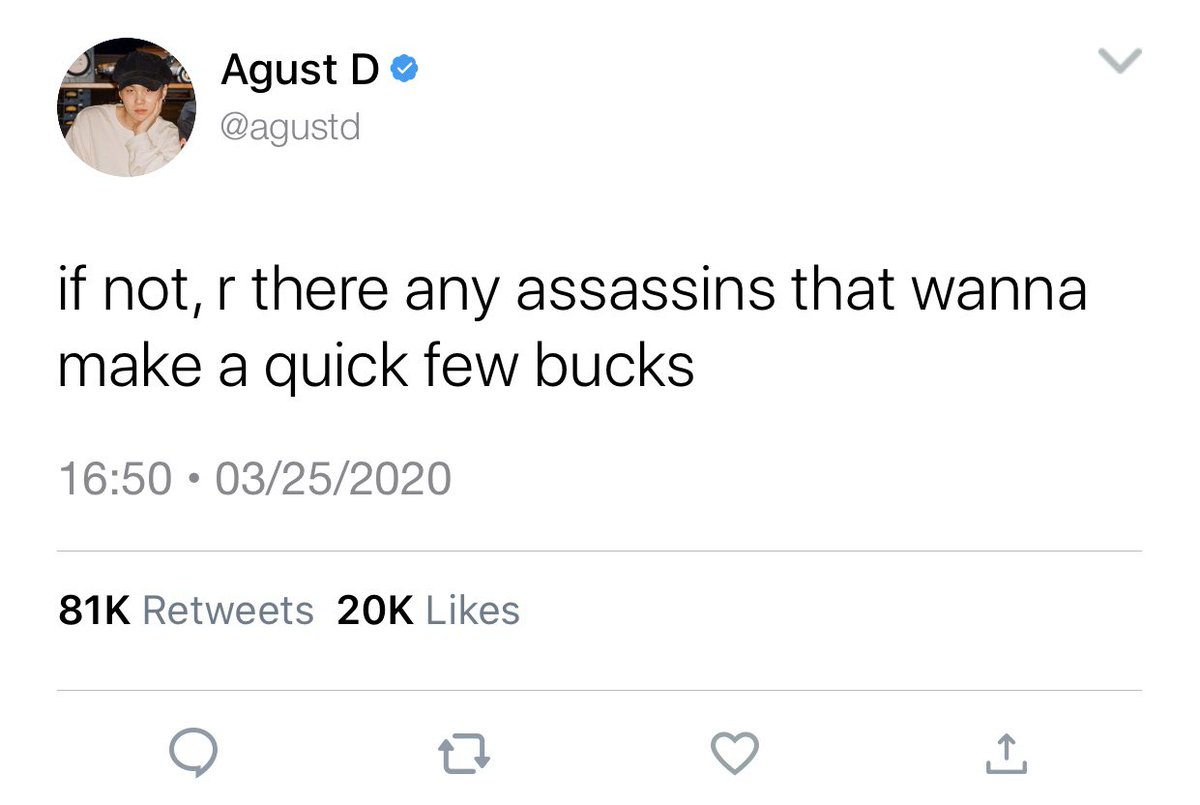 Agust D
@agustd
if not, r there any assassins that wanna
make a quick few bucks
16:50 • 03/25/2020
81K Retweets 20K Likes